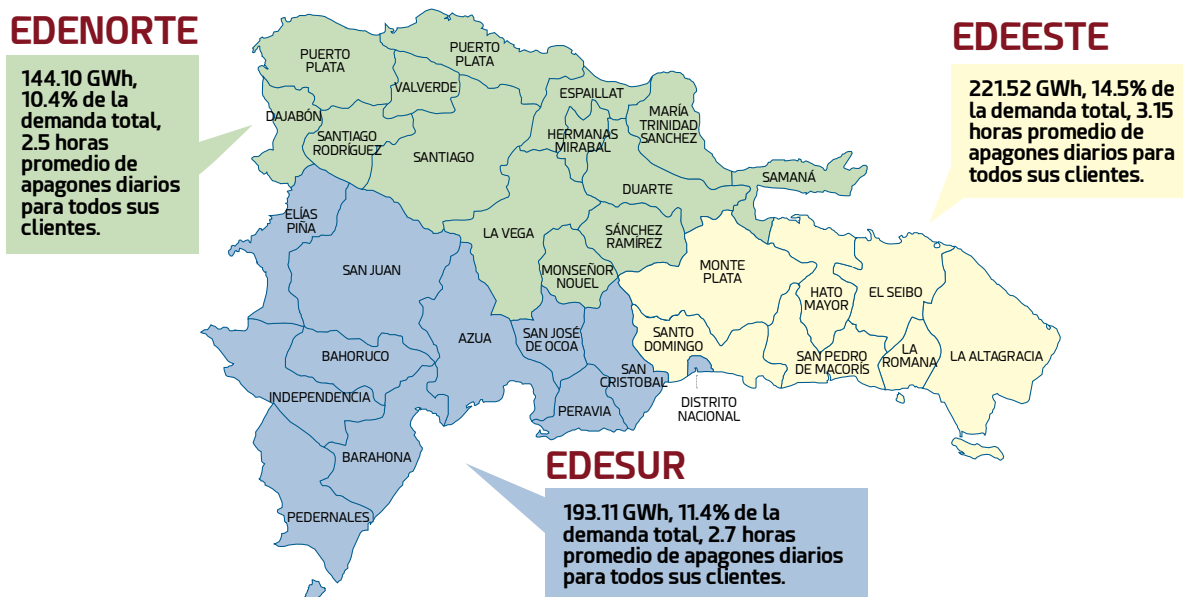 EDENORTE
144.10 GWh,
10.4% de la
demanda total,
2.5 horas
promedio de
apagones diarios
para todos sus
clientes.
EDEESTE
221.52 GWh, 14.5% de
la demanda total, 3.15
horas promedio de
apagones diarios para
todos sus clientes.
PUERTO
PLATA
PUERTO
PLATA
VALVERDE
ESPAILLAT
DAJABÓN
SANTIAGO
RODRÍGUEZ
SANTIAGO
HERMANAS
MIRABAL
MARÍA
TRINIDAD
SANCHEZ
SAMANÁ
DUARTE
ELÍAS
PIÑA
LA VEGA
SÁNCHEZ
RAMÍREZ
SAN JUAN
MONSEÑOR
NOUEL
MONTE
PLATA
HATO
MAYOR
EL SEIBO
AZUA
SAN JOSÉ
DE OCOA
SANTO
DOMINGO
BAHORUCO
SAN PEDRO
DE MACORÍS
LA
ROMANA
LA ALTAGRACIA
SAN
CRISTOBAL
INDEPENDENCIA
PERAVIA
DISTRITO
NACIONAL
BARAHONA
PEDERNALES
EDESUR
193.11 GWh, 11.4% de la
demanda total, 2.7 horas
promedio de apagones diarios
para todos sus clientes.